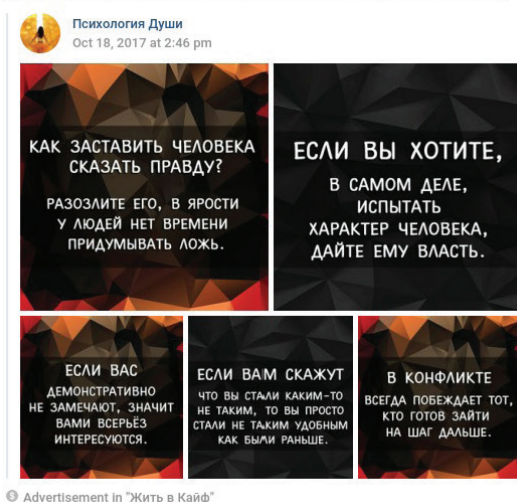 Психология Души
Oct 18, 2017 at 2:46 pm
КАК ЗАСТАВИТЬ ЧЕЛОВЕКА
СКАЗАТЬ ПРАВДУ?
РАЗОЗЛИТЕ ЕГО, В ЯРОСТИ
У ЛЮДЕЙ НЕТ ВРЕМЕНИ
ПРИДУМЫВАТЬ ЛОЖЬ.
ЕСЛИ ВЫ ХОТИТЕ,
В САМОМ ДЕЛЕ,
ИСПЫТАТЬ
ХАРАКТЕР ЧЕЛОВЕКА,
ДАЙТЕ ЕМУ ВЛАСТЬ.
ЕСЛИ ВАС
ДЕМОНСТРАТИВНО
НЕ ЗАМЕЧАЮТ, ЗНАЧИТ
ВАМИ ВСЕРЬЁЗ
ИНТЕРЕСУЮТСЯ.
ЕСЛИ ВАМ СКАЖУТ
ЧТО ВЫ СТАЛИ КАКИМ-ТО
НЕ ТАКИМ, ТО ВЫ ПРОСТО
СТАЛИ НЕ ТАКИМ УДОБНЫМ
КАК БЫЛИ РАНЬШЕ.
В КОНФЛИКТЕ
ВСЕГДА ПОБЕЖДАЕТ ТОТ,
КТО ГОТОВ ЗАЙТИ
НА ШАГ ДАЛЬШЕ.
Advertisement in "Жить в Кайф"